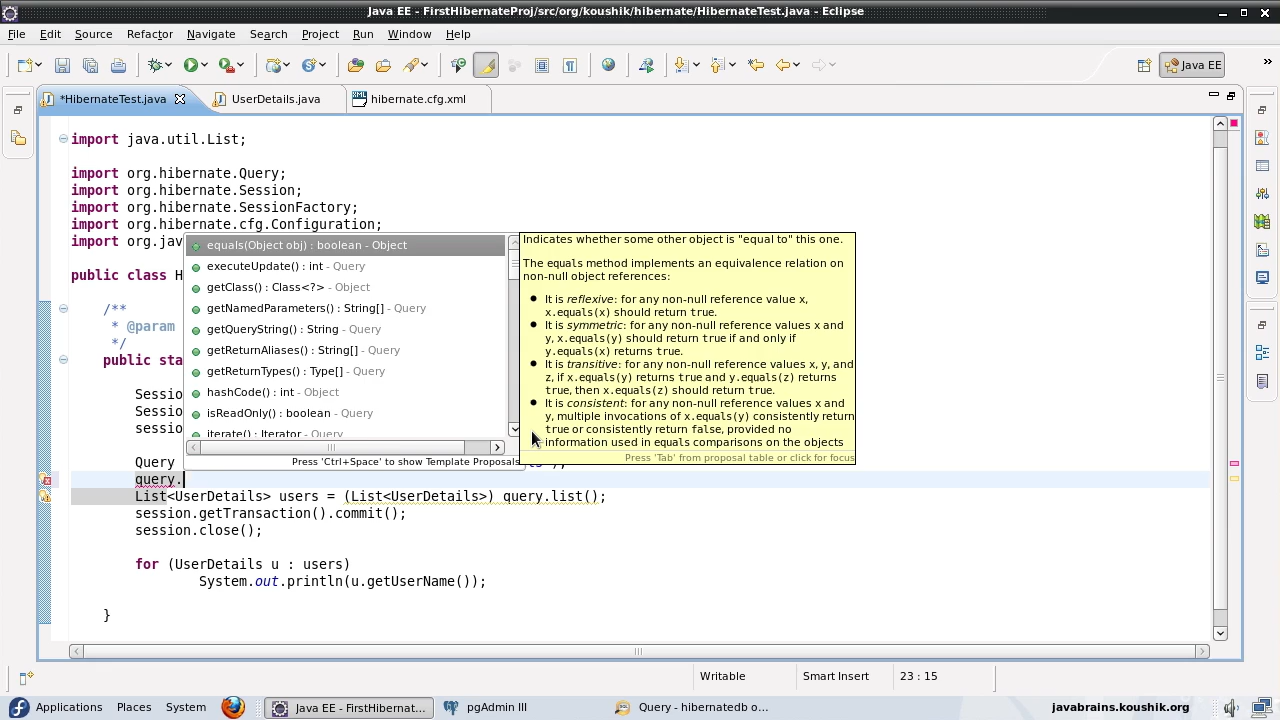 Java EE - FirstHibernateProj/src/org/koushik/hibernate/HibernateTest.java - Eclipse
File Edit Source Refactor Navigate Search Project Run Window Help
Java EE
*HibernateTest.java UserDetails.java hibernate.cfg.xml
import java.util.List;
import org.hibernate.Query;
import org.hibernate.Session;
import org.hibernate.SessionFactory;
import org.hibernate.cfg.Configuration;
import org.jav
public class H
/**
* @param
*/
public sta
Sessio
Sessio
sessio
Query
query.
List<UserDetails> users = (List<UserDetails>) query.list();
session.getTransaction().commit();
session.close();
for (UserDetails u : users)
System.out.println(u.getUserName());
}
equals(Object obj) : boolean - Object
executeUpdate() : int - Query
getClass() : Class<?> - Object
getNamedParameters() : String[] - Query
getQueryString() : String - Query
getReturnAliases() : String[] - Query
getReturnTypes() : Type[] - Query
hashCode() : int - Object
isReadOnly() : boolean - Query
iterate() : Iterator - Query
Press 'Ctrl+Space' to show Template Proposals
Indicates whether some other object is "equal to" this one.
The equals method implements an equivalence relation on
non-null object references:
● It is reflexive: for any non-null reference value x,
x.equals(x) should return true.
● It is symmetric: for any non-null reference values x and
y, x.equals(y) should return true if and only if
y.equals(x) returns true.
● It is transitive: for any non-null reference values x, y, and
z, if x.equals(y) returns true and y.equals(z) returns
true, then x.equals(z) should return true.
● It is consistent: for any non-null reference values x and
y, multiple invocations of x.equals(y) consistently return
true or consistently return false, provided no
information used in equals comparisons on the objects
Press 'Tab' from proposal table or click for focus
Writable Smart Insert 23 : 15
Applications Places System Java EE - FirstHibernat... pgAdmin III Query - hibernatedb o... javabrains.koushik.org